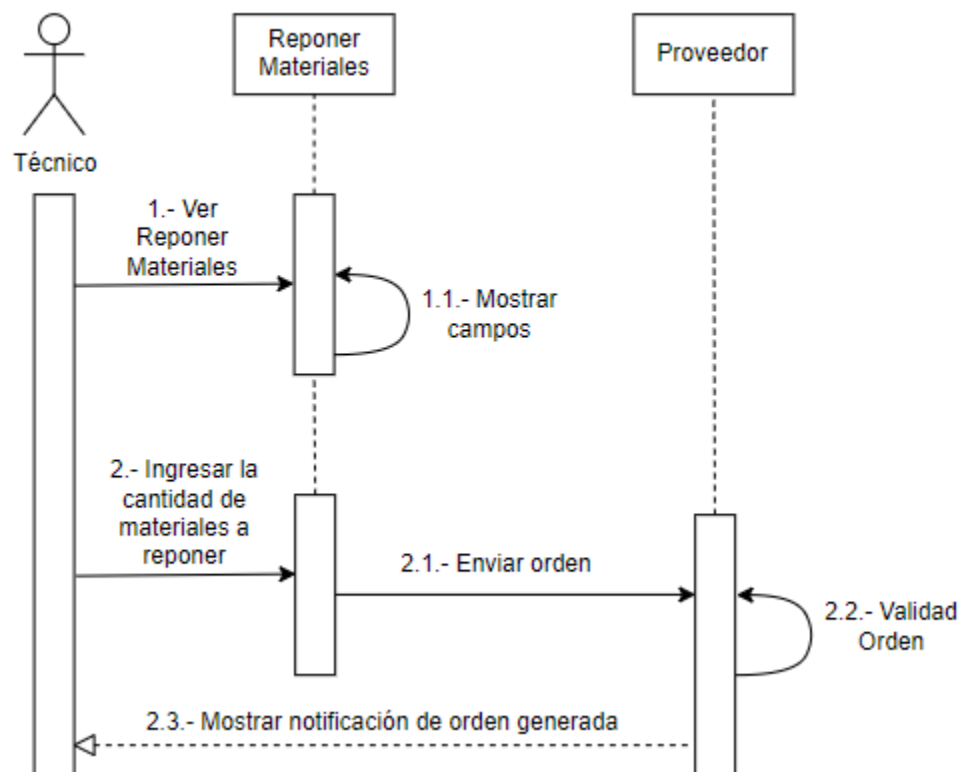 Reponer
Materiales
Proveedor
Técnico
1.- Ver
Reponer
Materiales
1.1.- Mostrar
campos
2.- Ingresar la
cantidad de
materiales a
reponer
2.1.- Enviar orden
2.2.- Validad
Orden
2.3.- Mostrar notificación de orden generada